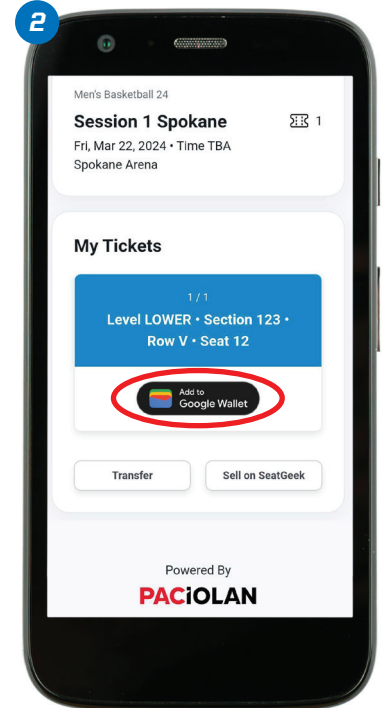 2
Men's Basketball 24
Session 1 Spokane 1
Fri, Mar 22, 2024 • Time TBA
Spokane Arena
My Tickets
1 / 1
Level LOWER • Section 123 •
Row V • Seat 12
Add to
Google Wallet
Transfer Sell on SeatGeek
Powered By
PACiOLAN